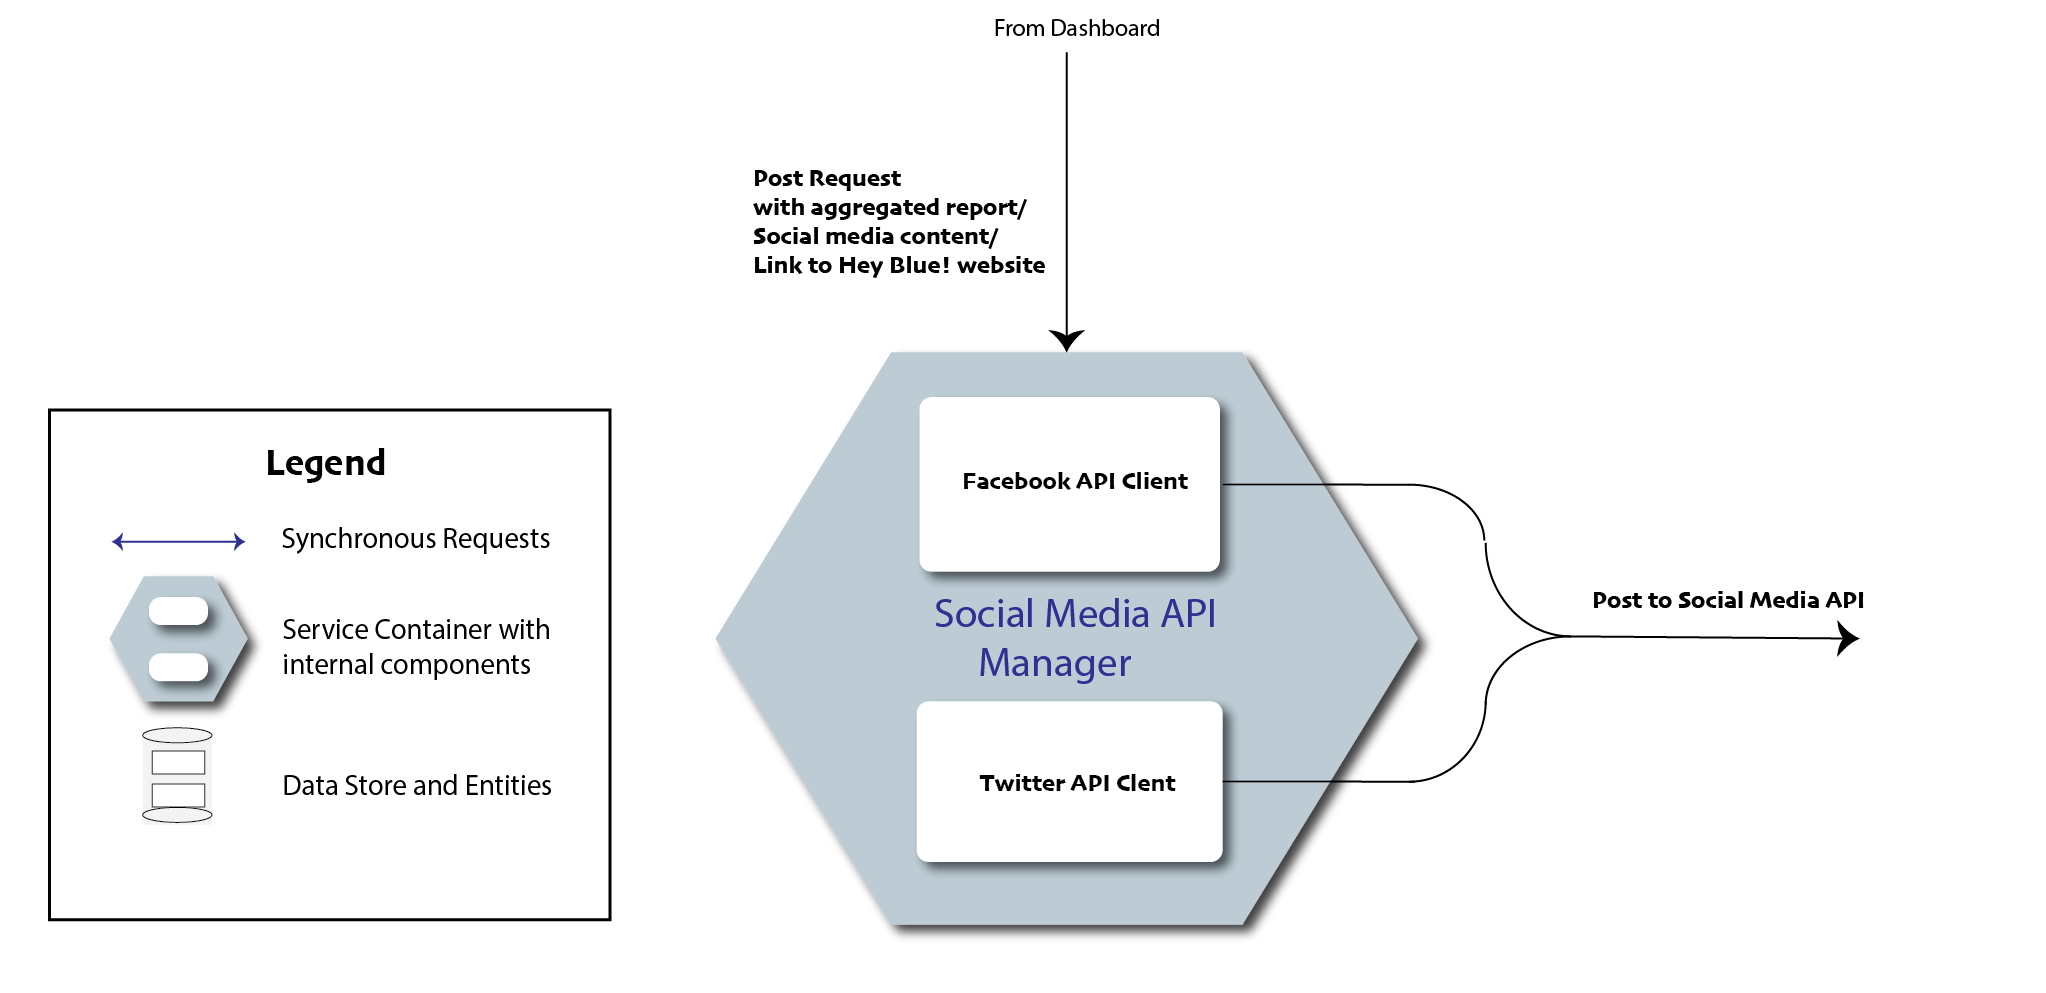 From Dashboard
Post Request
with aggregated report/
Social media content/
Link to Hey Blue! website
Legend
Synchronous Requests
Service Container with
internal components
Data Store and Entities
Facebook API Client
Social Media API
Manager
Twitter API Clent
Post to Social Media API